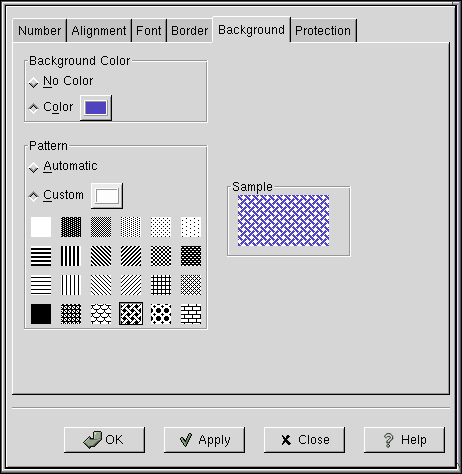 Number Alignment Font Border Background Protection
Background Color
No Color
Color
Pattern
Automatic
Custom
Sample
OK Apply Close Help